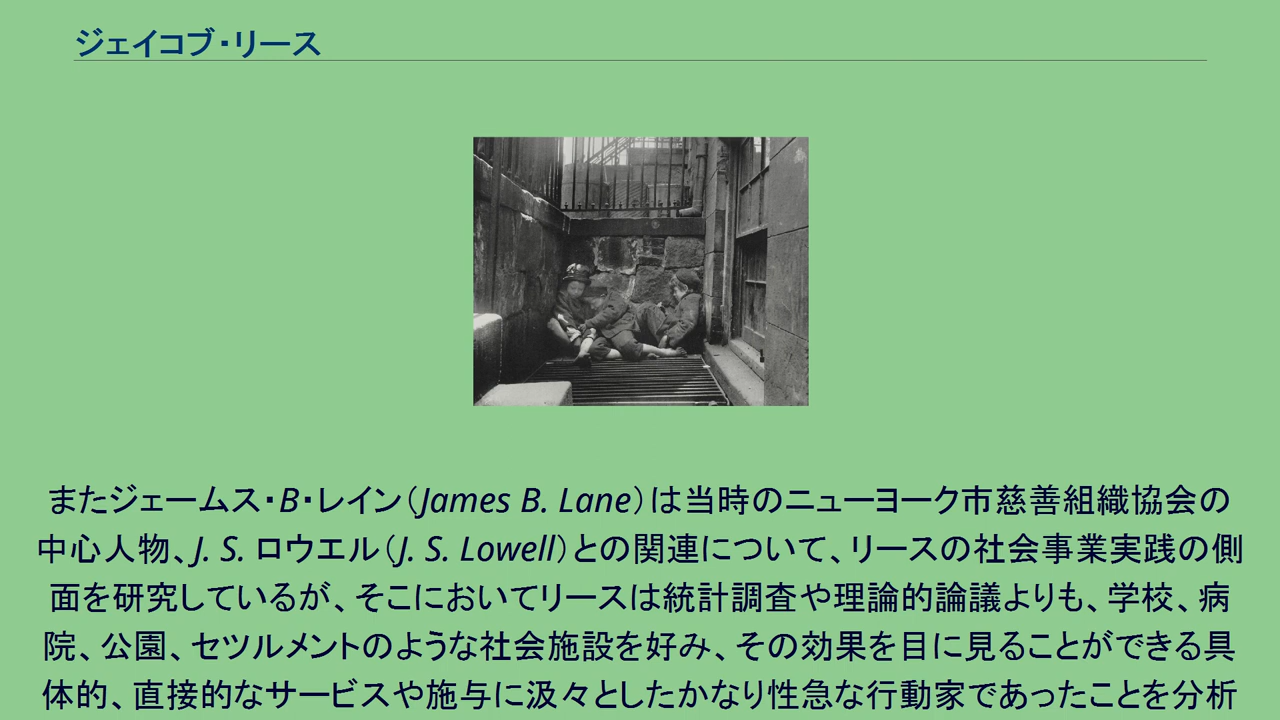 ジェイコブ・リース
またジェームス・B・レイン（James B. Lane）は当時のニューヨーク市慈善組織協会の
中心人物、J. S. ロウエル（J. S. Lowell）との関連について、リースの社会事業実践の側
面を研究しているが、そこにおいてリースは統計調査や理論的論議よりも、学校、病
院、公園、セツルメントのような社会施設を好み、その効果を目に見ることができる具
体的、直接的なサービスや施与に汲々としたかなり性急な行動家であったことを分析